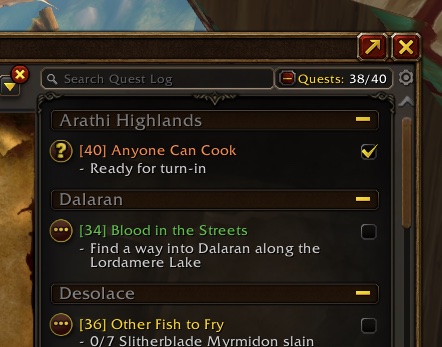 Search Quest Log
Quests: 38/40
Arathi Highlands
[40] Anyone Can Cook
- Ready for turn-in
Dalaran
[34] Blood in the Streets
- Find a way into Dalaran along the
Lordamere Lake
Desolace
[36] Other Fish to Fry
- 0/7 Slitherblade Myrmidon slain